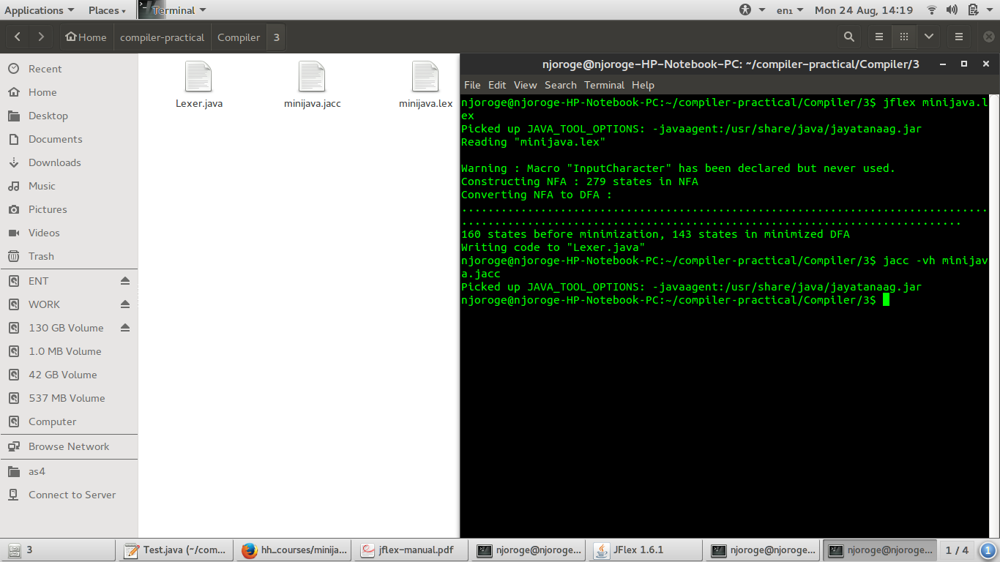 Applications Places Terminal en₁ Mon 24 Aug, 14:19
Home compiler-practical Compiler 3
Recent
Home
Desktop
Documents
Downloads
Music
Pictures
Videos
Trash
ENT
WORK
130 GB Volume
1.0 MB Volume
42 GB Volume
537 MB Volume
Computer
Browse Network
as4
Connect to Server
Lexer.java minijava.jacc minijava.lex
njoroge@njoroge-HP-Notebook-PC: ~/compiler-practical/Compiler/3
File Edit View Search Terminal Help
njoroge@njoroge-HP-Notebook-PC:~/compiler-practical/Compiler/3$ jflex minijava.l
ex
Picked up JAVA_TOOL_OPTIONS: -javaagent:/usr/share/java/jayatanaag.jar
Reading "minijava.lex"
Warning : Macro "InputCharacter" has been declared but never used.
Constructing NFA : 279 states in NFA
Converting NFA to DFA :
................................................................................
............................................................................
160 states before minimization, 143 states in minimized DFA
Writing code to "Lexer.java"
njoroge@njoroge-HP-Notebook-PC:~/compiler-practical/Compiler/3$ jacc -vh minijav
a.jacc
Picked up JAVA_TOOL_OPTIONS: -javaagent:/usr/share/java/jayatanaag.jar
njoroge@njoroge-HP-Notebook-PC:~/compiler-practical/Compiler/3$
3 Test.java (~/com... hh_courses/minija... jflex-manual.pdf njoroge@njoroge... JFlex 1.6.1 njoroge@njoroge... njoroge@njoroge... 1 / 4 1